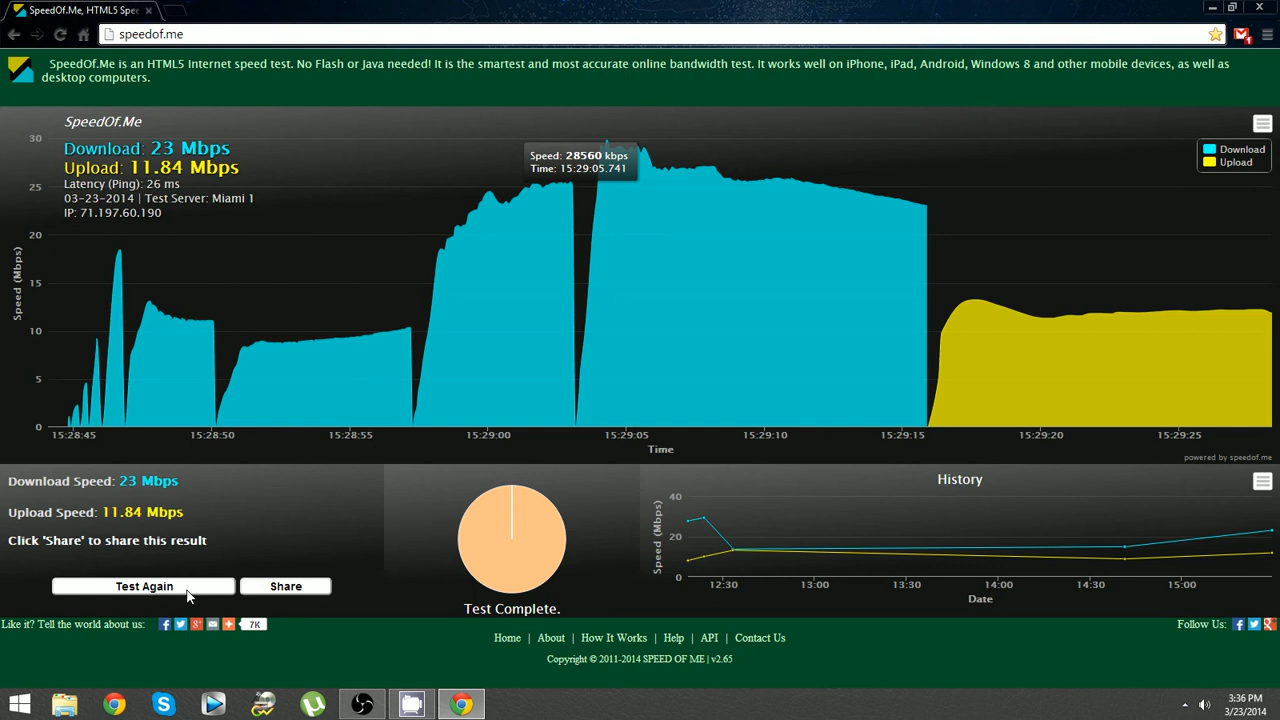 SpeedOf.Me, HTML5 Spee
speedof.me
1
SpeedOf.Me is an HTML5 Internet speed test. No Flash or Java needed! It is the smartest and most accurate online bandwidth test. It works well on iPhone, iPad, Android, Windows 8 and other mobile devices, as well as
desktop computers.
SpeedOf.Me
Download: 23 Mbps
Upload: 11.84 Mbps
Latency (Ping): 26 ms
03-23-2014 | Test Server: Miami 1
IP: 71.197.60.190
Speed: 28560 kbps
Time: 15:29:05.741
Download
Upload
Speed (Mbps)
30
25
20
15
10
5
0
15:28:45 15:28:50 15:28:55 15:29:00 15:29:05 15:29:10 15:29:15 15:29:20 15:29:25
Time
powered by speedof.me
Download Speed: 23 Mbps
Upload Speed: 11.84 Mbps
Click 'Share' to share this result
Test Again Share
Test Complete.
History
Speed (Mbps)
40
20
0
12:30 13:00 13:30 14:00 14:30 15:00
Date
Like it? Tell the world about us: 7K
Follow Us:
Home | About | How It Works | Help | API | Contact Us
Copyright © 2011-2014 SPEED OF ME | v2.65
3:36 PM
3/23/2014